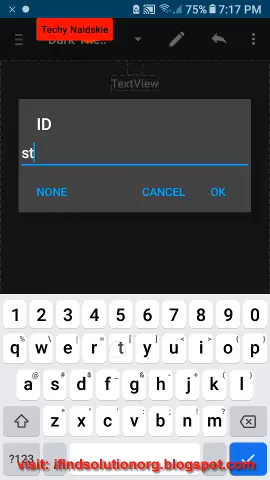 75% 7:17 PM
Techy Naidskie
TextView
ID
st
NONE CANCEL OK
1 2 3 4 5 6 7 8 9 0
q w e r t y u i o p
a s d f g h j k l
z x c v b n m
?123
visit: ifindsolutionorg.blogspot.com